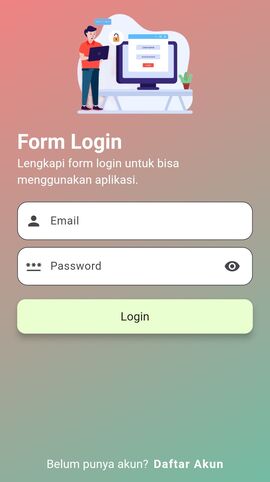 Form Login
Lengkapi form login untuk bisa
menggunakan aplikasi.
Email
Password
Login
Belum punya akun? Daftar Akun